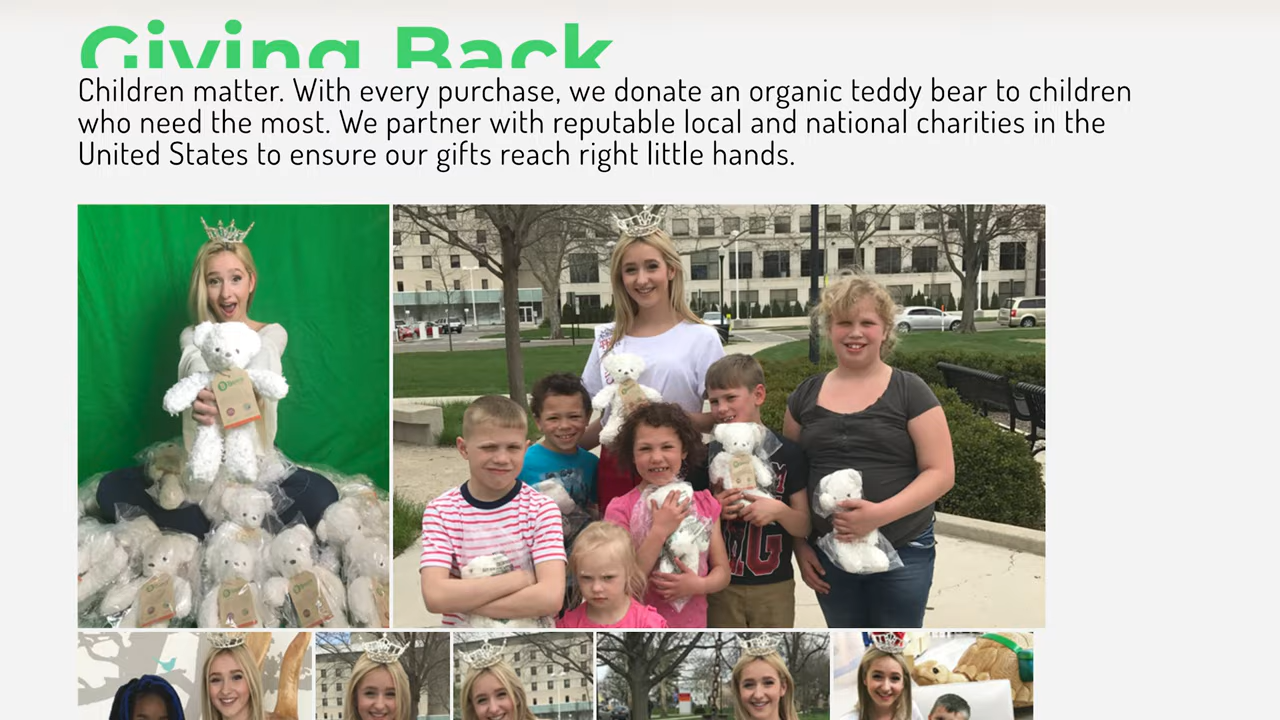 Giving Back
Children matter. With every purchase, we donate an organic teddy bear to children
who need the most. We partner with reputable local and national charities in the
United States to ensure our gifts reach right little hands.